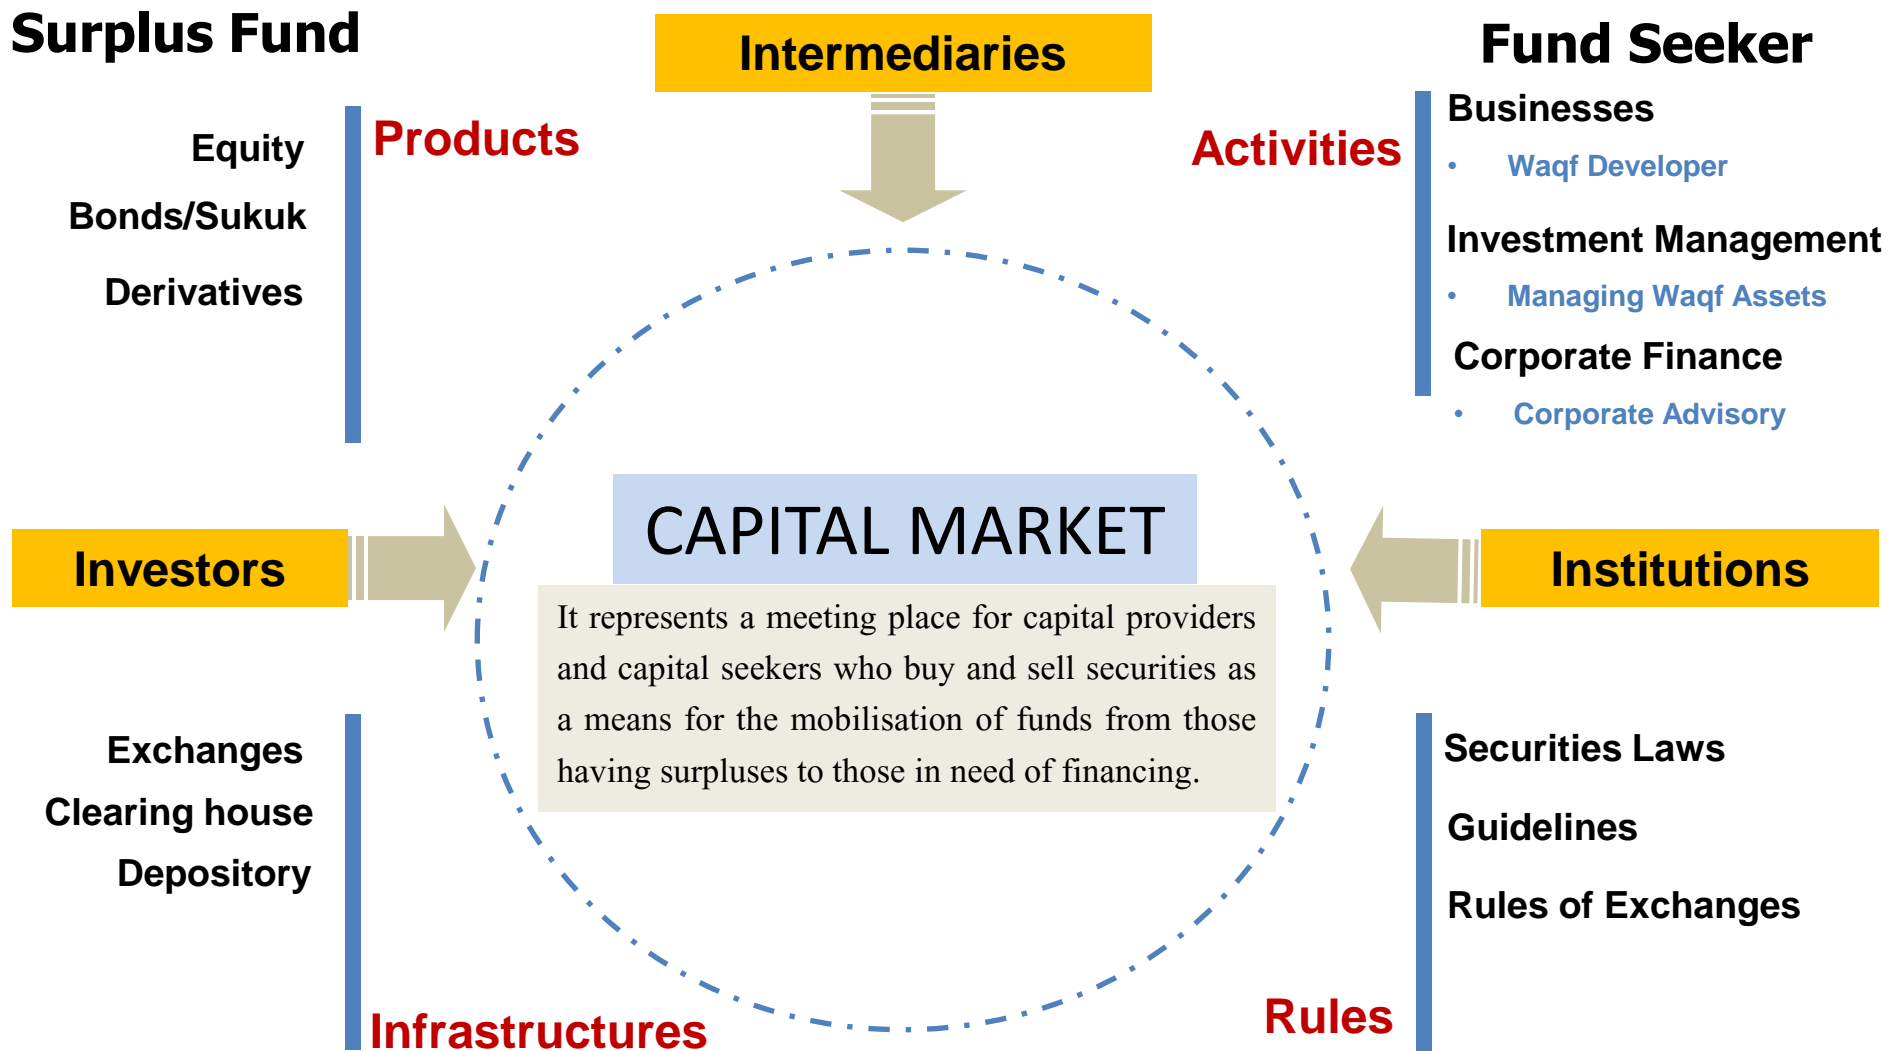 Surplus Fund
Intermediaries
Fund Seeker
Products
Equity
Bonds/Sukuk
Derivatives
Activities
Businesses
• Waqf Developer
Investment Management
• Managing Waqf Assets
Corporate Finance
• Corporate Advisory
Investors
CAPITAL MARKET
It represents a meeting place for capital providers
and capital seekers who buy and sell securities as
a means for the mobilisation of funds from those
having surpluses to those in need of financing.
Institutions
Exchanges
Clearing house
Depository
Infrastructures
Securities Laws
Guidelines
Rules of Exchanges
Rules